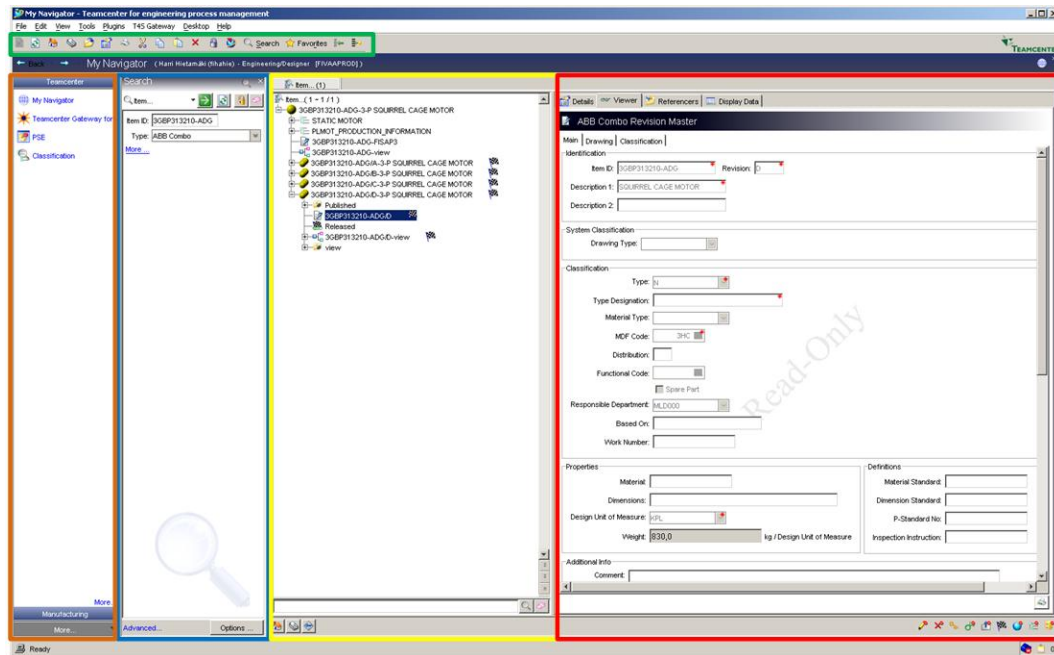 My Navigator - Teamcenter for engineering process management
File Edit View Tools Plugins T4S Gateway Desktop Help
Search Favorites
TEAMCENTER
Back My Navigator ( Harri Hietamäki (fihahie) - Engineering/Designer [FIVAAPROD] )
Teamcenter
My Navigator
Teamcenter Gateway for
PSE
Classification
More
Manufacturing
More...
Search
Item...
Item ID: 3GBP313210-ADG
Type: ABB Combo
More ...
Advanced...
Options ...
Item... (1)
Item...( 1 - 1 / 1 )
3GBP313210-ADG-3-P SQUIRREL CAGE MOTOR
STATIC MOTOR
PLMOT_PRODUCTION_INFORMATION
3GBP313210-ADG-FISAP3
3GBP313210-ADG-view
3GBP313210-ADG/A-3-P SQUIRREL CAGE MOTOR
3GBP313210-ADG/B-3-P SQUIRREL CAGE MOTOR
3GBP313210-ADG/C-3-P SQUIRREL CAGE MOTOR
3GBP313210-ADG/D-3-P SQUIRREL CAGE MOTOR
Published
3GBP313210-ADG/D
Released
3GBP313210-ADG/D-view
view
Details Viewer Referencers Display Data
ABB Combo Revision Master
Main Drawing Classification
Identification
Item ID: 3GBP313210-ADG Revision: D
Description 1: SQUIRREL CAGE MOTOR
Description 2:
System Classification
Drawing Type:
Classification
Type: N
Type Designation:
Material Type:
MDF Code: 3HC
Distribution:
Functional Code:
Spare Part
Responsible Department: MLD000
Based On:
Work Number:
Read-Only
Properties
Material:
Dimensions:
Design Unit of Measure: KPL
Weight: 830,0 kg / Design Unit of Measure
Definitions
Material Standard:
Dimension Standard:
P-Standard No:
Inspection Instruction:
Additional Info
Comment:
Ready